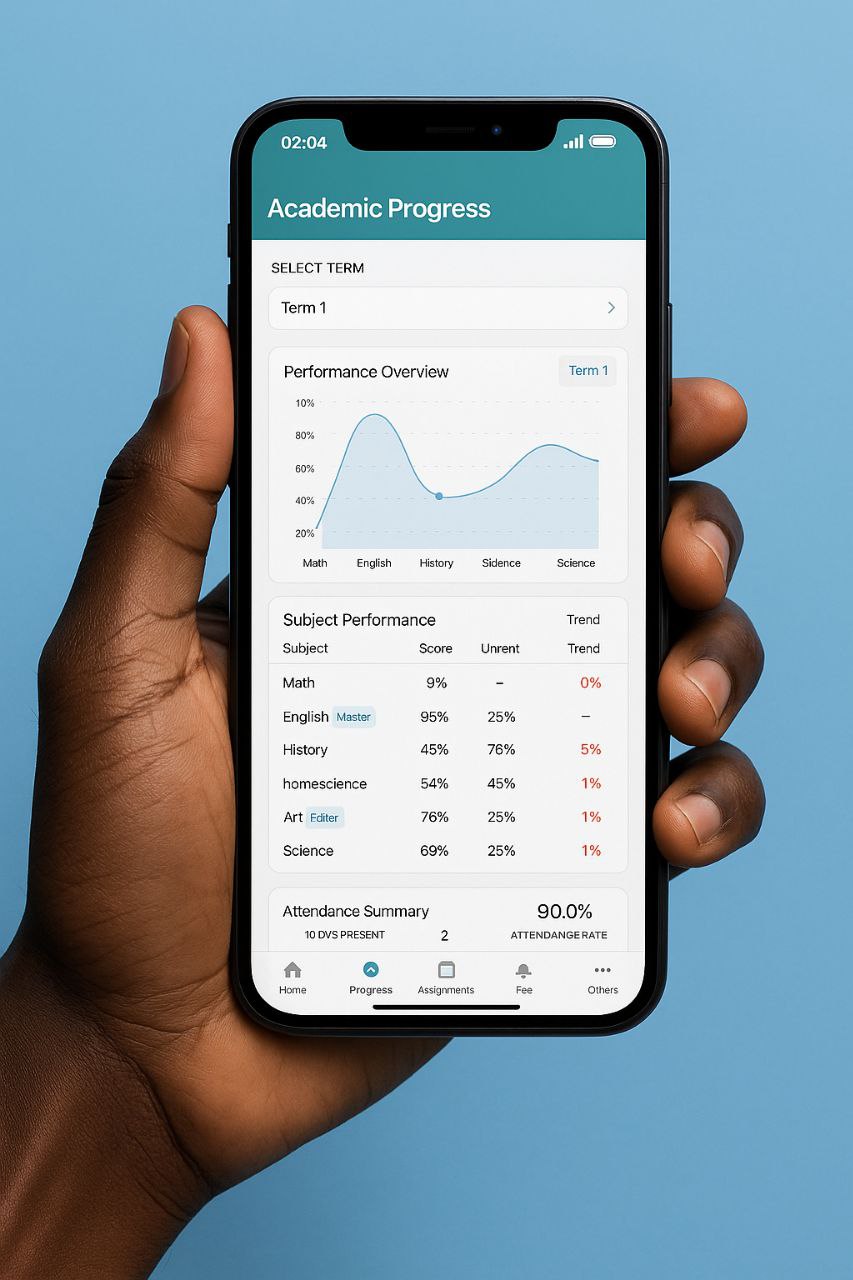 02:04
Academic Progress
SELECT TERM
Term 1
Performance Overview Term 1
10%
80%
60%
40%
20%
Math English History Sidence Science
Subject Performance Trend
Subject Score Unrent Trend
Math 9% – 0%
English Master 95% 25% –
History 45% 76% 5%
homescience 54% 45% 1%
Art Editer 76% 25% 1%
Science 69% 25% 1%
Attendance Summary 90.0%
10 DVS PRESENT 2 ATTENDANGE RATE
Home Progress Assignments Fee Others